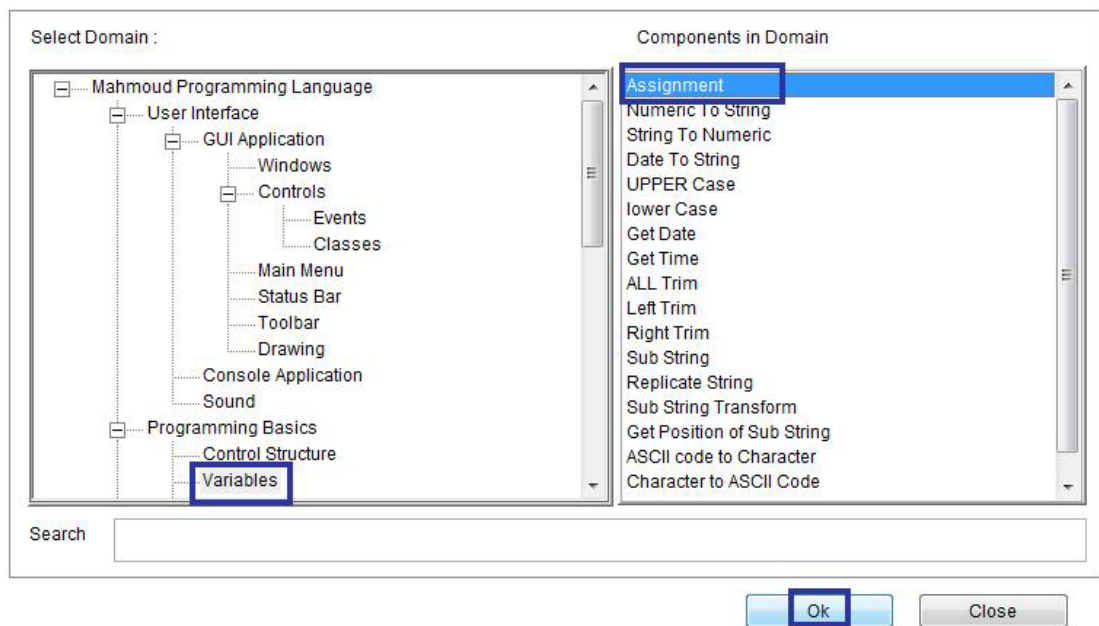 Select Domain :
Components in Domain
Mahmoud Programming Language
User Interface
GUI Application
Windows
Controls
Events
Classes
Main Menu
Status Bar
Toolbar
Drawing
Console Application
Sound
Programming Basics
Control Structure
Variables
Assignment
Numeric To String
String To Numeric
Date To String
UPPER Case
lower Case
Get Date
Get Time
ALL Trim
Left Trim
Right Trim
Sub String
Replicate String
Sub String Transform
Get Position of Sub String
ASCII code to Character
Character to ASCII Code
Search
Ok
Close